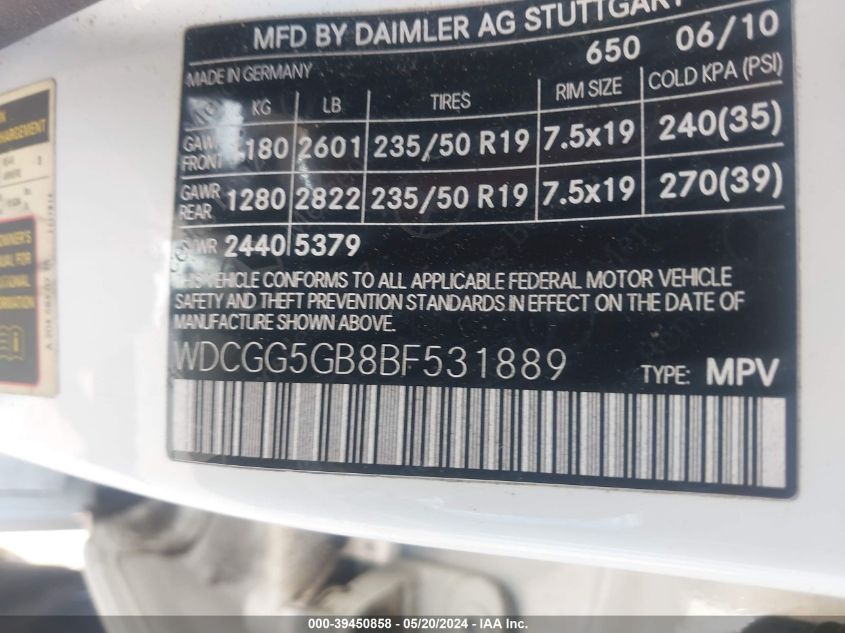 MFD BY DAIMLER AG STUTTGART
650 06/10
MADE IN GERMANY
KG LB TIRES RIM SIZE COLD KPA (PSI)
GAWR FRONT 1180 2601 235/50 R19 7.5x19 240(35)
GAWR REAR 1280 2822 235/50 R19 7.5x19 270(39)
GVWR 2440 5379
THIS VEHICLE CONFORMS TO ALL APPLICABLE FEDERAL MOTOR VEHICLE
SAFETY AND THEFT PREVENTION STANDARDS IN EFFECT ON THE DATE OF
MANUFACTURE SHOWN ABOVE.
WDCGG5GB8BF531889 TYPE: MPV
000-39450858 - 05/20/2024 - IAA Inc.